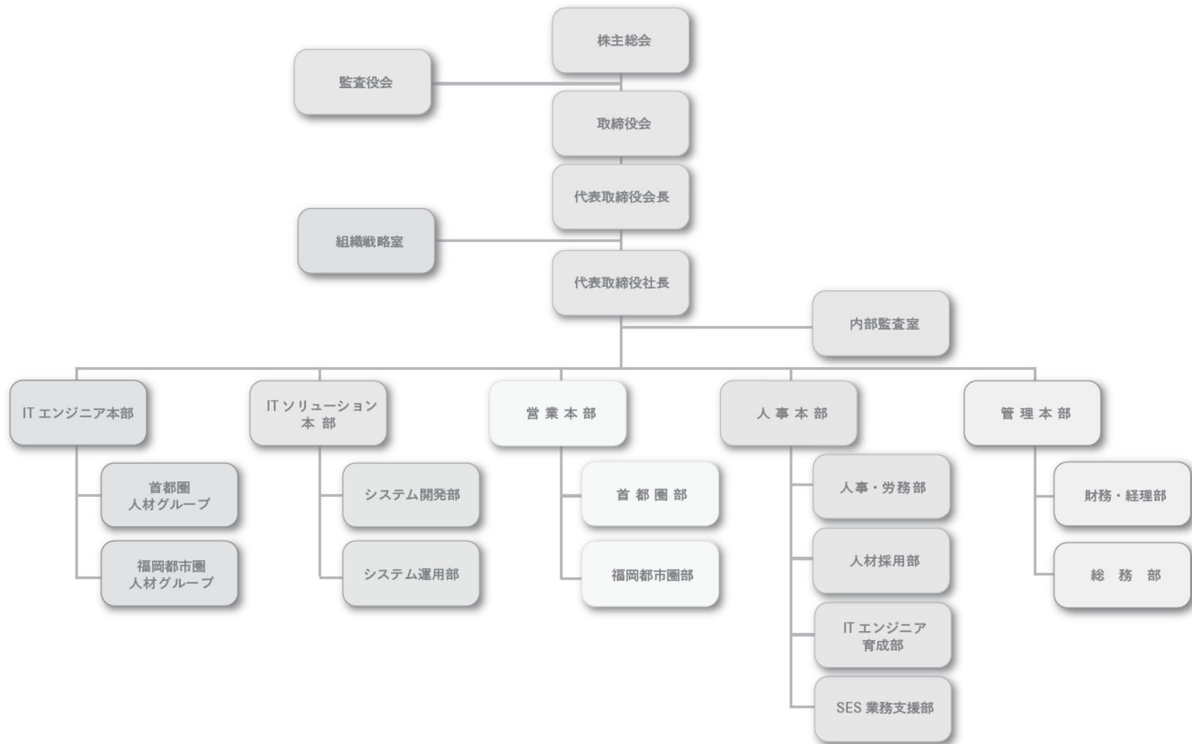 株主総会
監査役会
取締役会
代表取締役会長
組織戦略室
代表取締役社長
内部監査室
ITエンジニア本部
ITソリューション
本 部
営 業 本 部
人 事 本 部
管 理 本 部
首都圏
人材グループ
福岡都市圏
人材グループ
システム開発部
システム運用部
首 都 圏 部
福岡都市圏部
人事・労務部
人材採用部
ITエンジニア
育成部
SES 業務支援部
財務・経理部
総 務 部